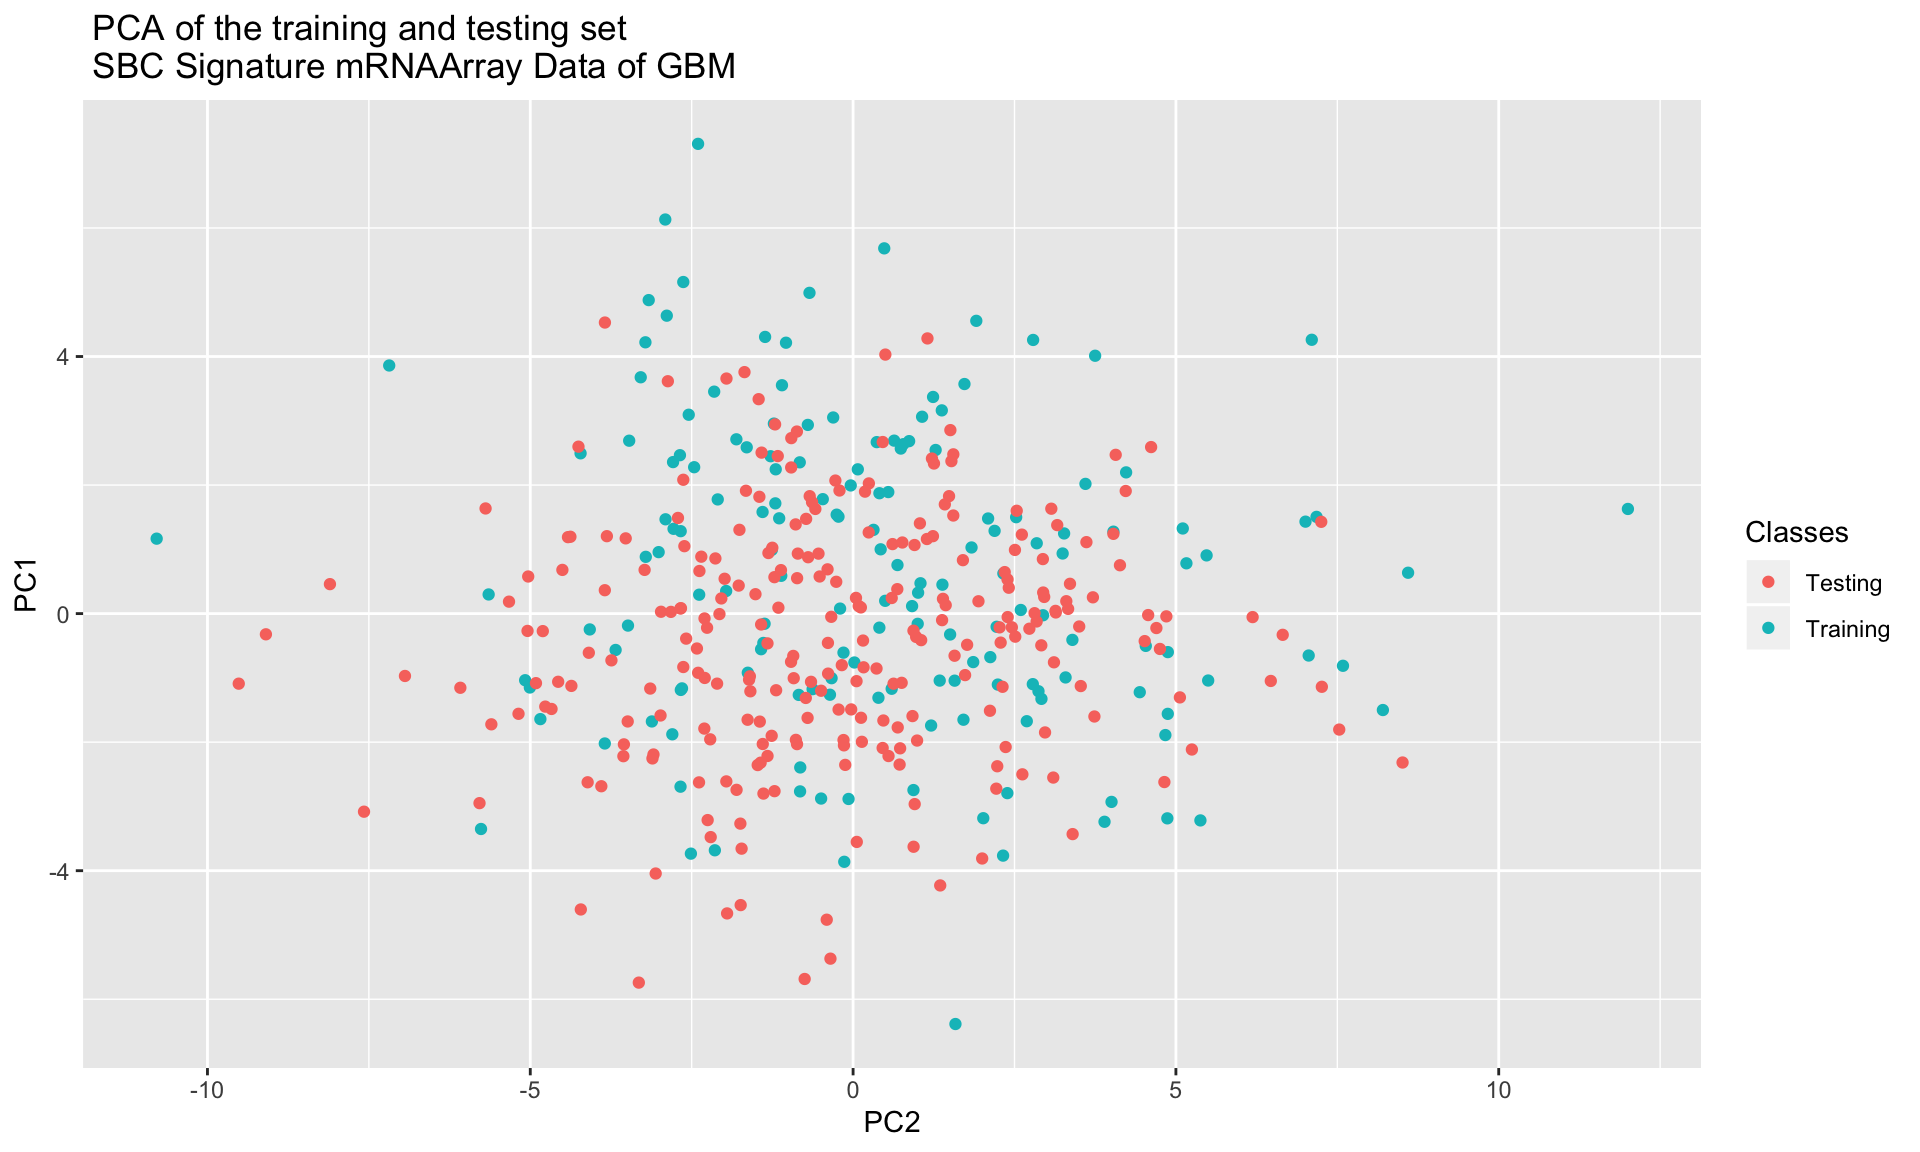 PCA of the training and testing set
SBC Signature mRNAArray Data of GBM
PC1
4
0
-4
-10
-5
0
5
10
PC2
Classes
Testing
Training